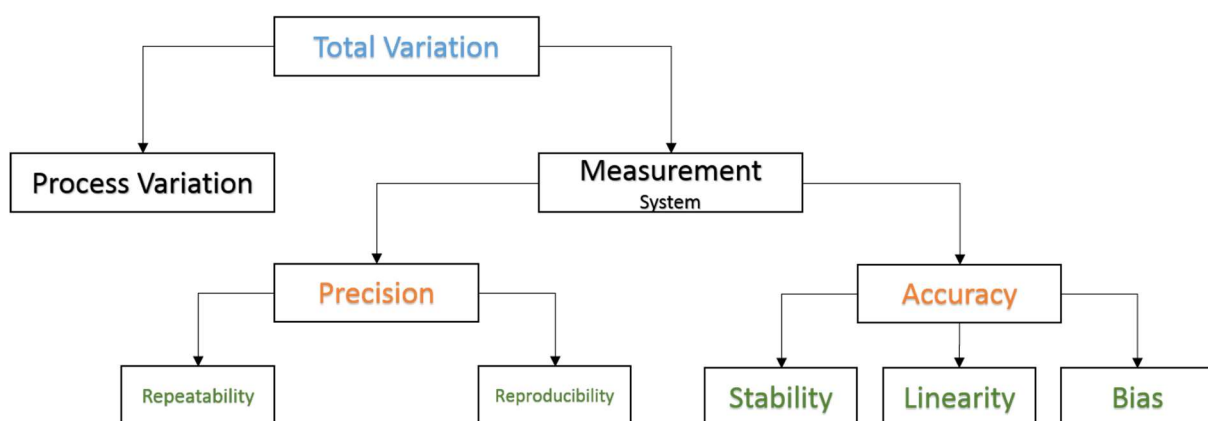 Total Variation
Process Variation
Measurement
System
Precision
Accuracy
Repeatability
Reproducibility
Stability
Linearity
Bias